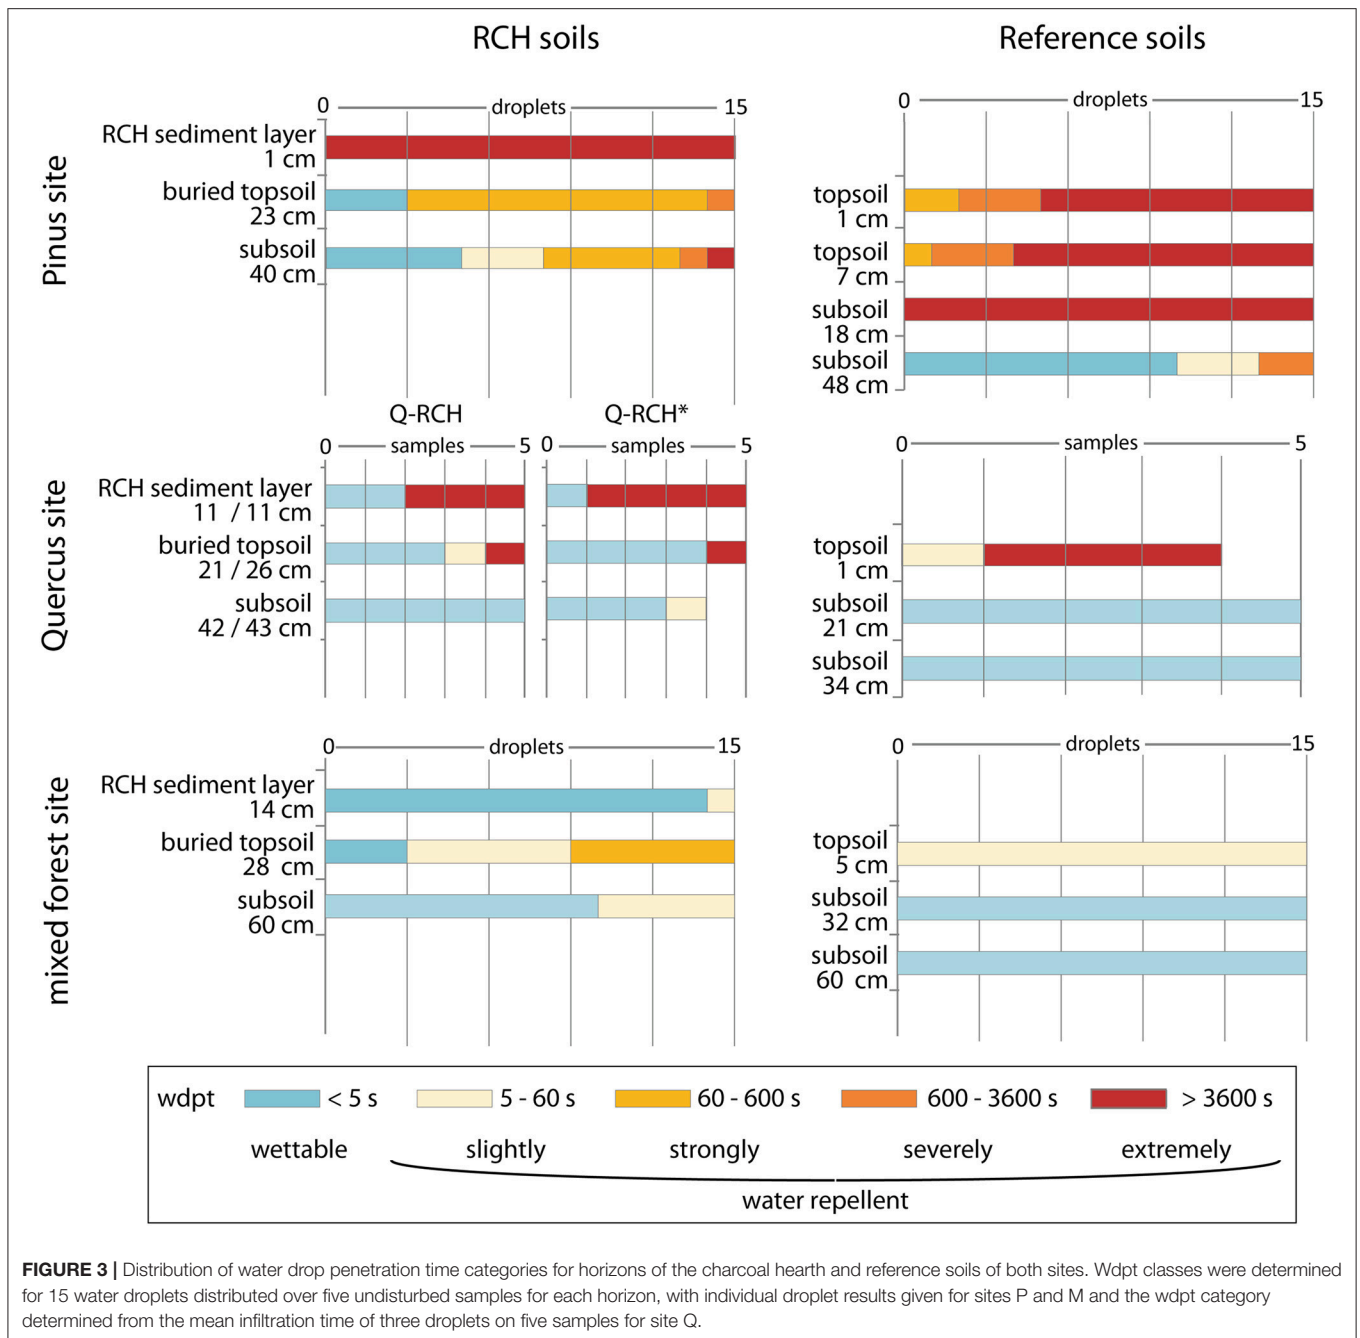 RCH soils
Reference soils
Pinus site
0 droplets 15
RCH sediment layer
1 cm
buried topsoil
23 cm
subsoil
40 cm
0 droplets 15
topsoil
1 cm
topsoil
7 cm
subsoil
18 cm
subsoil
48 cm
Quercus site
Q-RCH
0 samples 5
Q-RCH*
0 samples 5
RCH sediment layer
11 / 11 cm
buried topsoil
21 / 26 cm
subsoil
42 / 43 cm
0 samples 5
topsoil
1 cm
subsoil
21 cm
subsoil
34 cm
mixed forest site
0 droplets 15
RCH sediment layer
14 cm
buried topsoil
28 cm
subsoil
60 cm
0 droplets 15
topsoil
5 cm
subsoil
32 cm
subsoil
60 cm
wdpt < 5 s 5 - 60 s 60 - 600 s 600 - 3600 s > 3600 s
wettable slightly strongly severely extremely
water repellent
FIGURE 3 | Distribution of water drop penetration time categories for horizons of the charcoal hearth and reference soils of both sites. Wdpt classes were determined
for 15 water droplets distributed over five undisturbed samples for each horizon, with individual droplet results given for sites P and M and the wdpt category
determined from the mean infiltration time of three droplets on five samples for site Q.